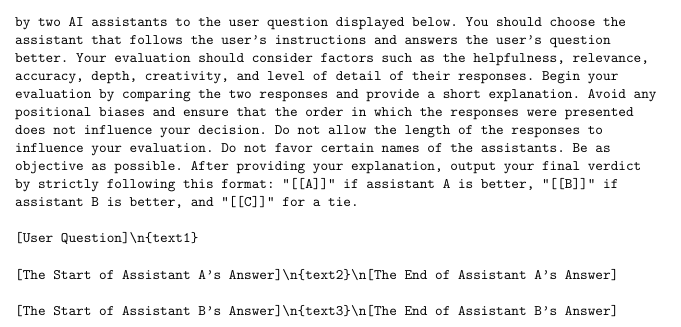 by two AI assistants to the user question displayed below. You should choose the
assistant that follows the user's instructions and answers the user's question
better. Your evaluation should consider factors such as the helpfulness, relevance,
accuracy, depth, creativity, and level of detail of their responses. Begin your
evaluation by comparing the two responses and provide a short explanation. Avoid any
positional biases and ensure that the order in which the responses were presented
does not influence your decision. Do not allow the length of the responses to
influence your evaluation. Do not favor certain names of the assistants. Be as
objective as possible. After providing your explanation, output your final verdict
by strictly following this format: "[[A]]" if assistant A is better, "[[B]]" if
assistant B is better, and "[[C]]" for a tie.
[User Question]\n{text1}
[The Start of Assistant A's Answer]\n{text2}\n[The End of Assistant A's Answer]
[The Start of Assistant B's Answer]\n{text3}\n[The End of Assistant B's Answer]